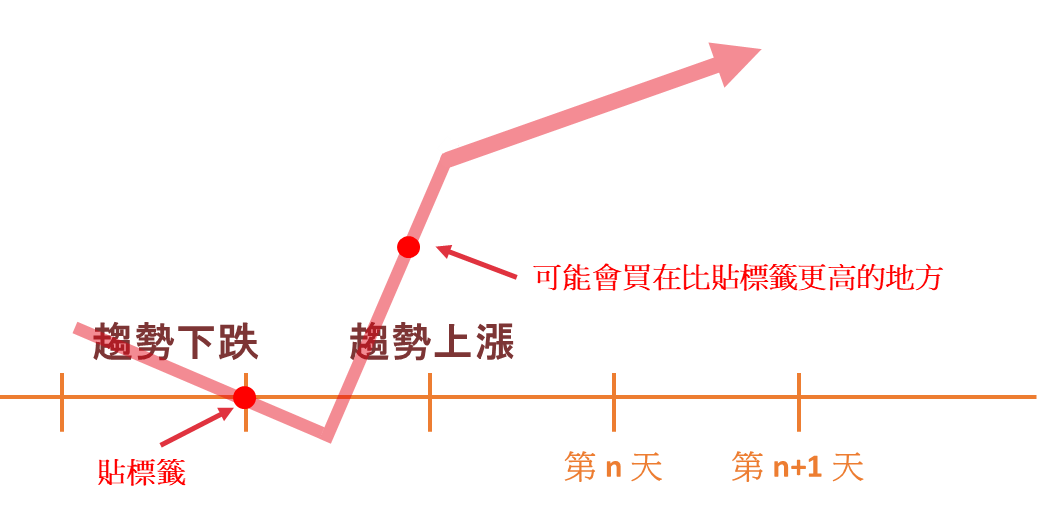 可能會買在比貼標籤更高的地方
趨勢下跌
趨勢上漲
貼標籤
第 n 天
第 n+1 天